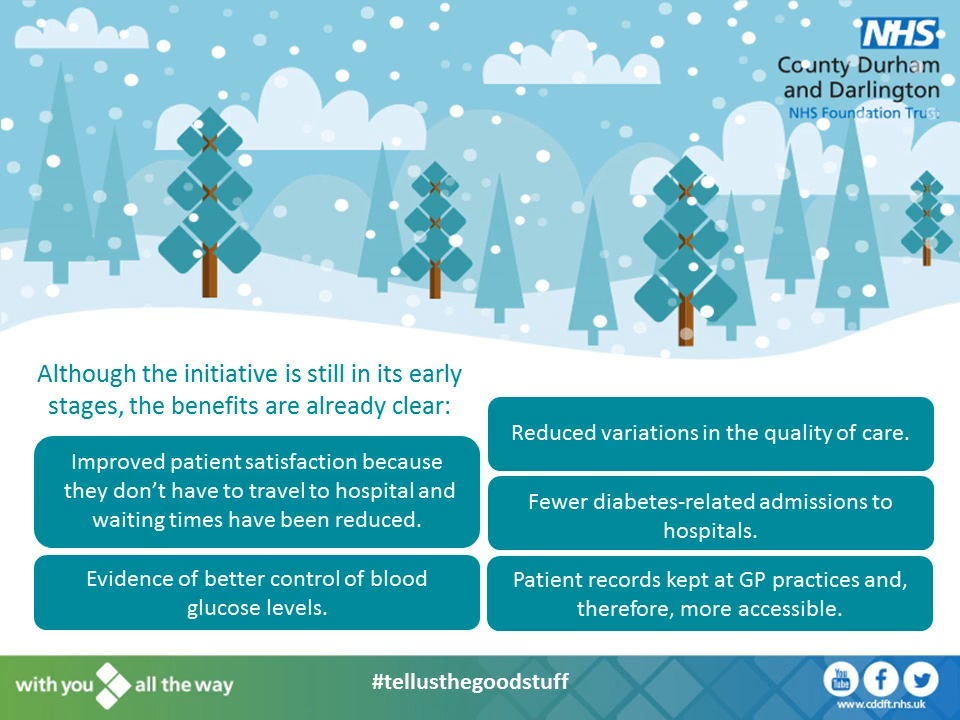 NHS
County Durham
and Darlington
NHS Foundation Trust
Although the initiative is still in its early
stages, the benefits are already clear:
Improved patient satisfaction because
they don’t have to travel to hospital and
waiting times have been reduced.
Evidence of better control of blood
glucose levels.
Reduced variations in the quality of care.
Fewer diabetes-related admissions to
hospitals.
Patient records kept at GP practices and,
therefore, more accessible.
with you all the way
#tellusthegoodstuff
You
Tube
www.cddft.nhs.uk